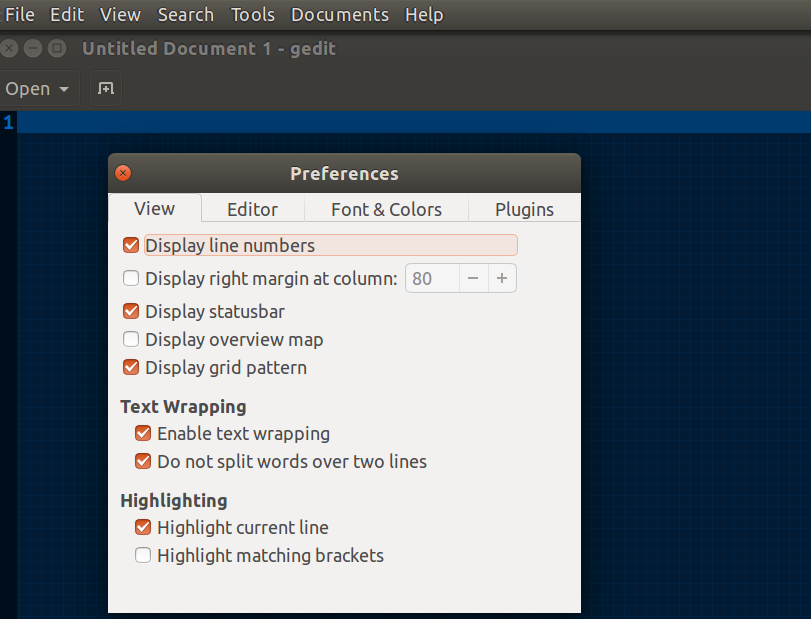 File Edit View Search Tools Documents Help
Untitled Document 1 - gedit
Open
1
Preferences
View Editor Font & Colors Plugins
Display line numbers
Display right margin at column: 80 − +
Display statusbar
Display overview map
Display grid pattern
Text Wrapping
Enable text wrapping
Do not split words over two lines
Highlighting
Highlight current line
Highlight matching brackets